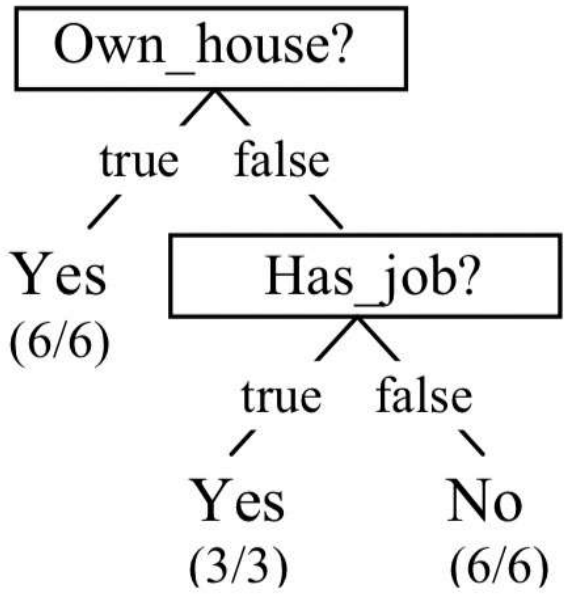 Own_house?
true false
Yes
(6/6)
Has_job?
true false
Yes No
(3/3) (6/6)